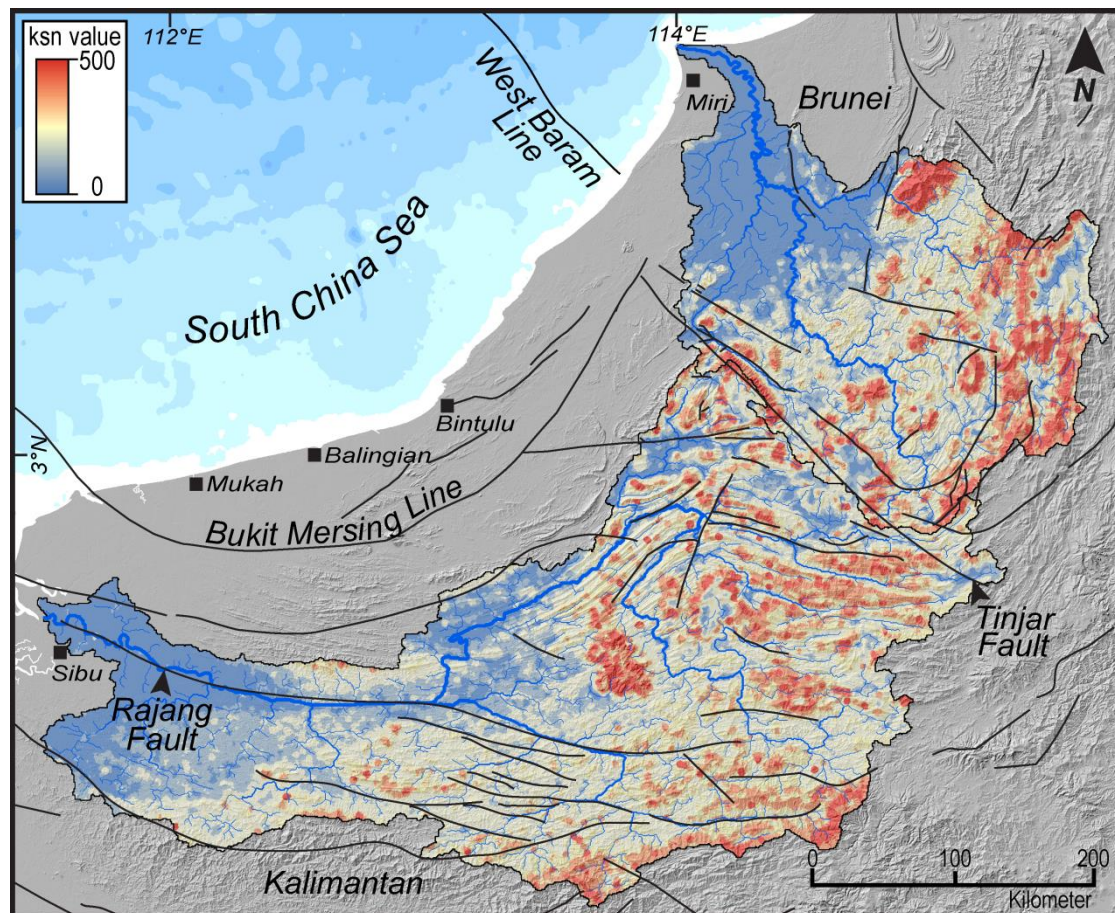 ksn value
500
0
112°E
114°E
N
West Baram
Line
Miri
Brunei
South China Sea
3°N
Bintulu
Balingian
Mukah
Bukit Mersing Line
Tinjar
Fault
Sibu
Rajang
Fault
Kalimantan
0
100
200
Kilometer